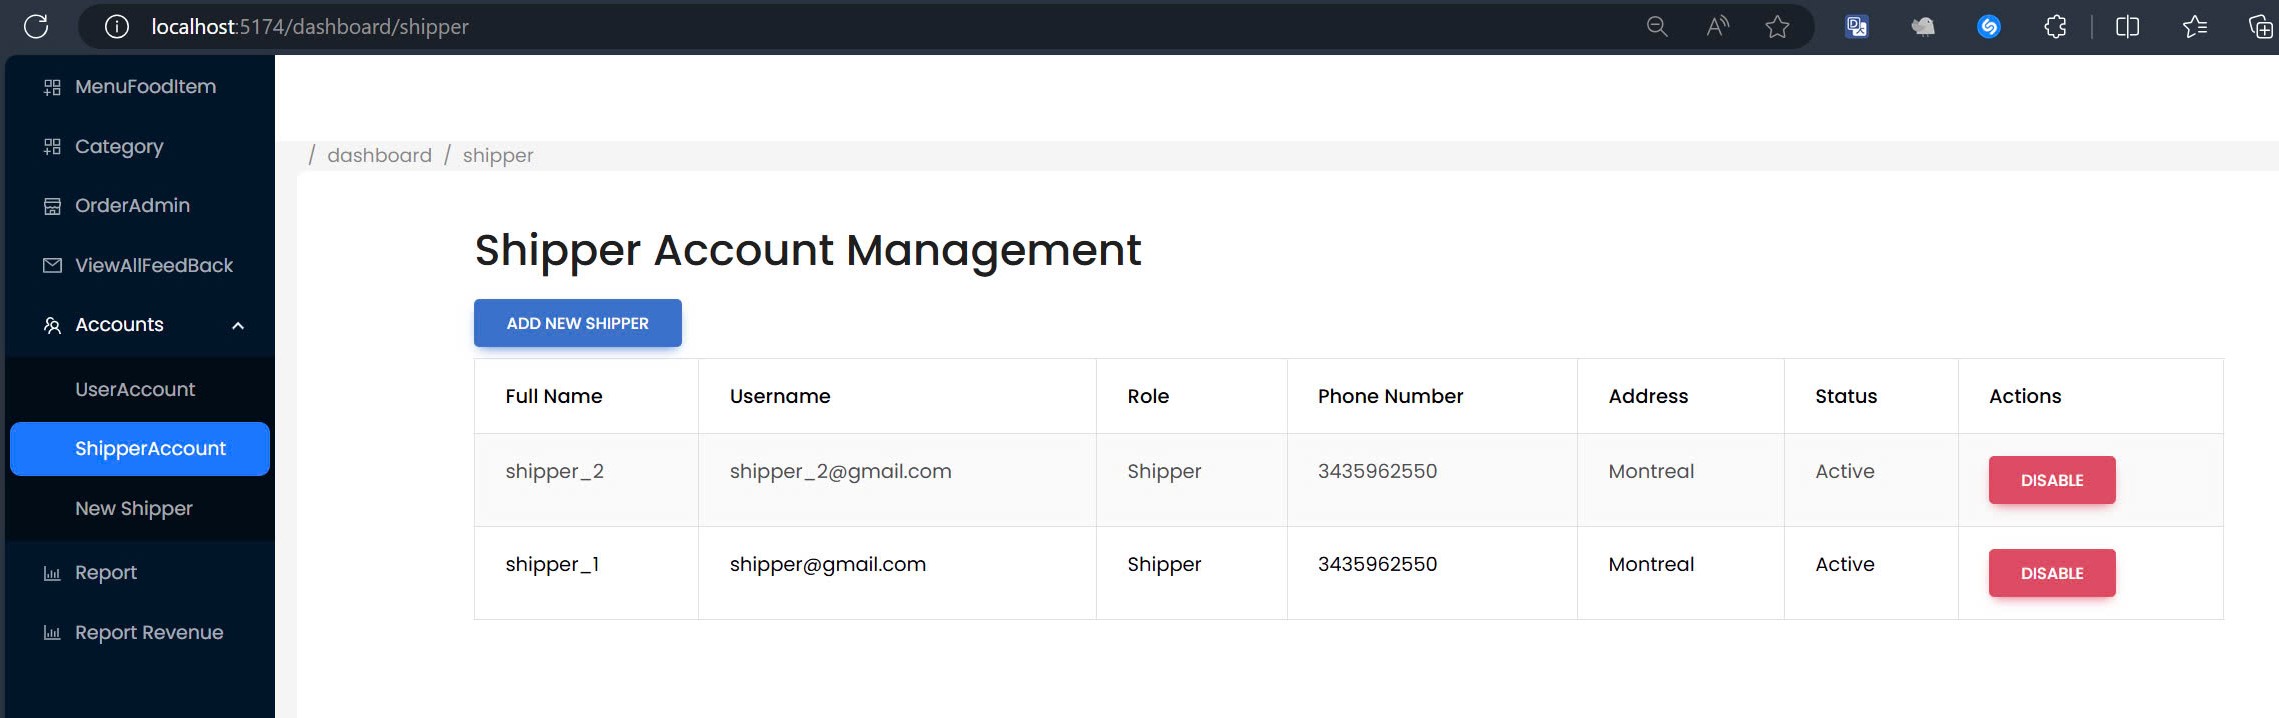 localhost:5174/dashboard/shipper
MenuFoodItem
Category
OrderAdmin
ViewAllFeedBack
Accounts
UserAccount
ShipperAccount
New Shipper
Report
Report Revenue
/ dashboard / shipper
Shipper Account Management
ADD NEW SHIPPER
Full Name Username Role Phone Number Address Status Actions
shipper_2 shipper_2@gmail.com Shipper 3435962550 Montreal Active DISABLE
shipper_1 shipper@gmail.com Shipper 3435962550 Montreal Active DISABLE